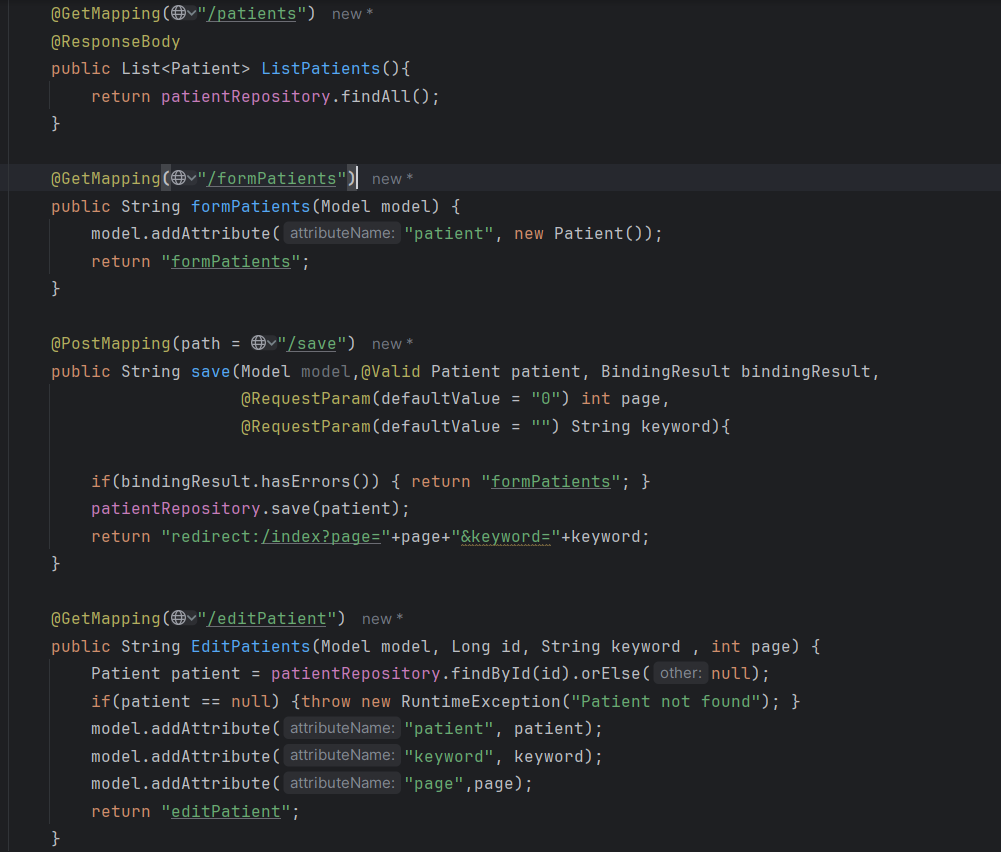 @GetMapping("/patients") new *
@ResponseBody
public List<Patient> ListPatients(){
return patientRepository.findAll();
}
@GetMapping("/formPatients") new *
public String formPatients(Model model) {
model.addAttribute( attributeName: "patient", new Patient());
return "formPatients";
}
@PostMapping(path = "/save") new *
public String save(Model model,@Valid Patient patient, BindingResult bindingResult,
@RequestParam(defaultValue = "0") int page,
@RequestParam(defaultValue = "") String keyword){
if(bindingResult.hasErrors()) { return "formPatients"; }
patientRepository.save(patient);
return "redirect:/index?page="+page+"&keyword="+keyword;
}
@GetMapping("/editPatient") new *
public String EditPatients(Model model, Long id, String keyword , int page) {
Patient patient = patientRepository.findById(id).orElse( other: null);
if(patient == null) {throw new RuntimeException("Patient not found"); }
model.addAttribute( attributeName: "patient", patient);
model.addAttribute( attributeName: "keyword", keyword);
model.addAttribute( attributeName: "page",page);
return "editPatient";
}